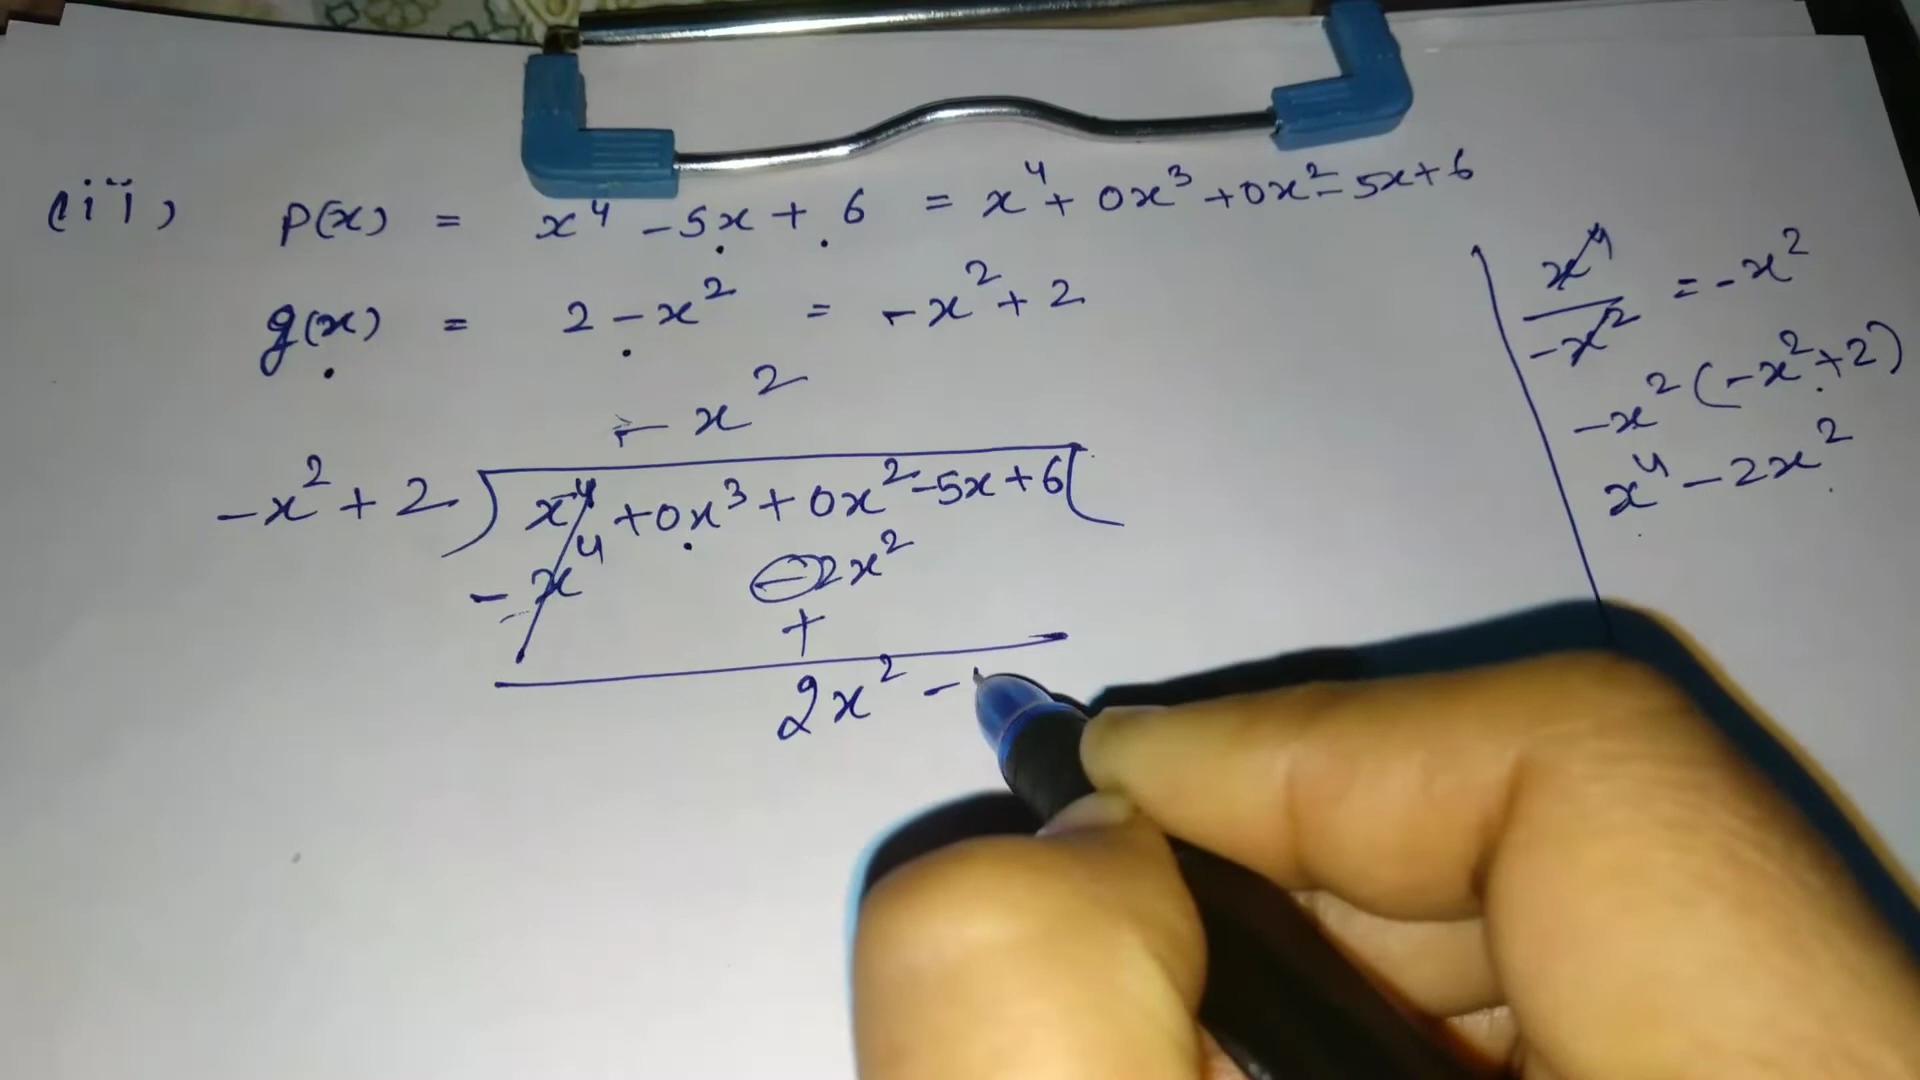 (iii) p(x) = x⁴ - 5x + 6 = x⁴ + 0x³ + 0x² - 5x + 6
g(x) = 2 - x² = -x² + 2
- x²
-x² + 2 ) x⁴ + 0x³ + 0x² - 5x + 6 (
- x⁴ - 2x²
+
2x² -
x⁴ / -x² = -x²
-x² (-x² + 2)
x⁴ - 2x²